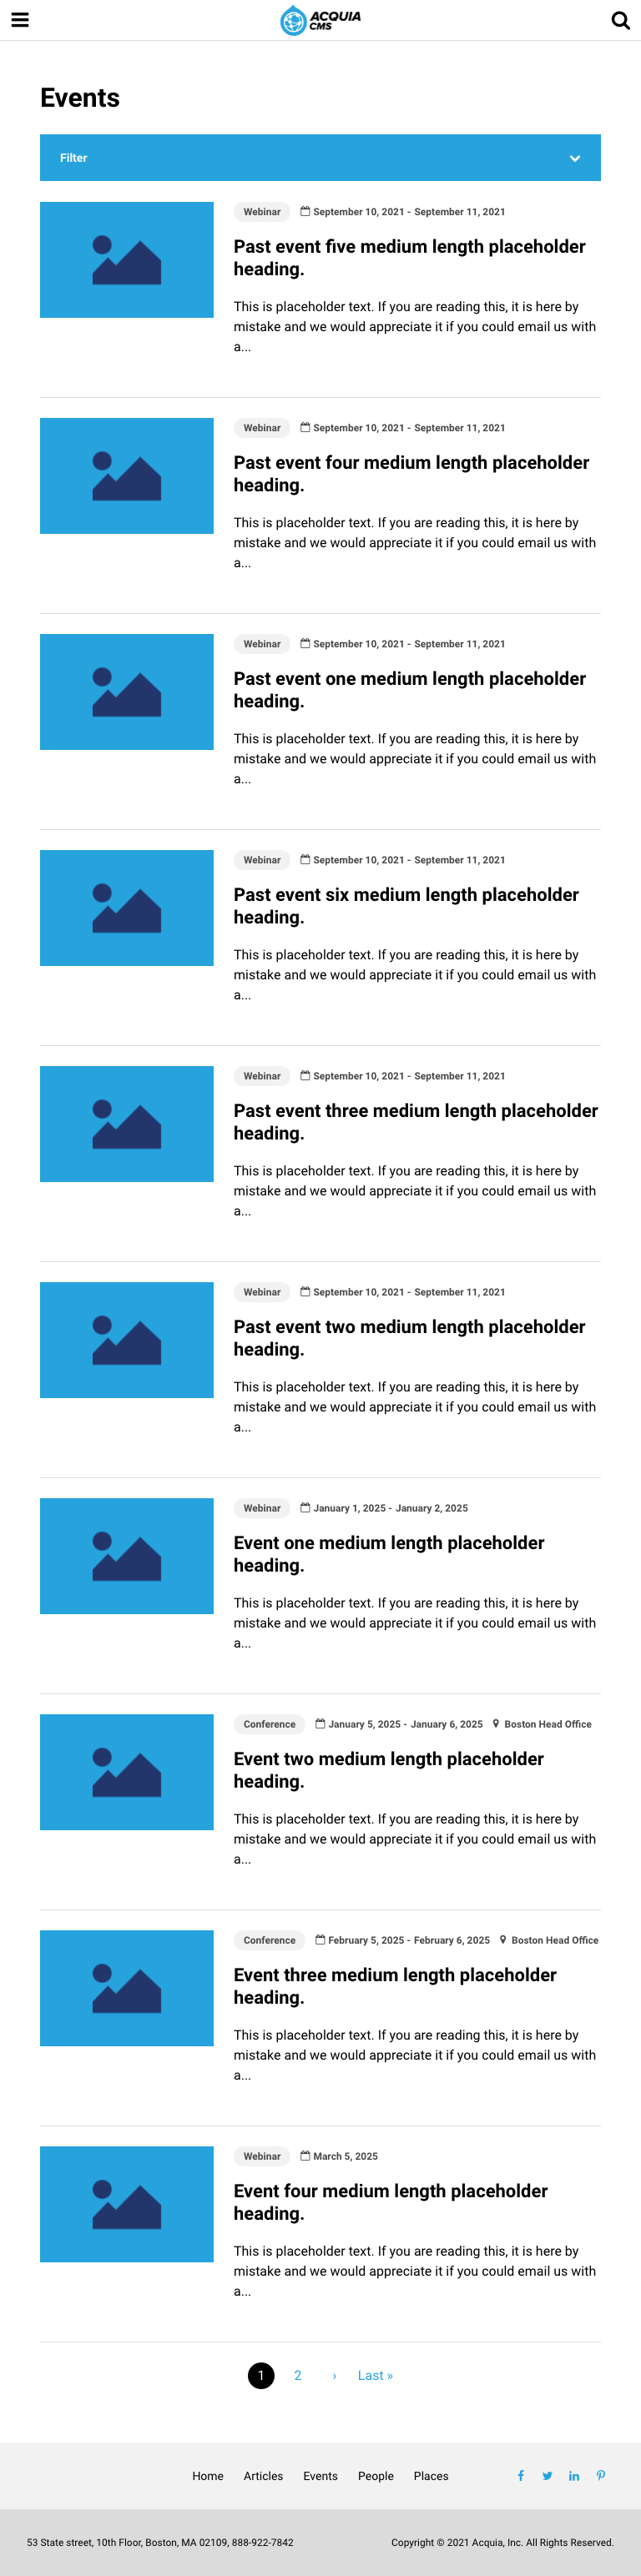 ACQUIA
CMS
Events
Filter
Webinar September 10, 2021 - September 11, 2021
Past event five medium length placeholder
heading.
This is placeholder text. If you are reading this, it is here by
mistake and we would appreciate it if you could email us with
a...
Webinar September 10, 2021 - September 11, 2021
Past event four medium length placeholder
heading.
This is placeholder text. If you are reading this, it is here by
mistake and we would appreciate it if you could email us with
a...
Webinar September 10, 2021 - September 11, 2021
Past event one medium length placeholder
heading.
This is placeholder text. If you are reading this, it is here by
mistake and we would appreciate it if you could email us with
a...
Webinar September 10, 2021 - September 11, 2021
Past event six medium length placeholder
heading.
This is placeholder text. If you are reading this, it is here by
mistake and we would appreciate it if you could email us with
a...
Webinar September 10, 2021 - September 11, 2021
Past event three medium length placeholder
heading.
This is placeholder text. If you are reading this, it is here by
mistake and we would appreciate it if you could email us with
a...
Webinar September 10, 2021 - September 11, 2021
Past event two medium length placeholder
heading.
This is placeholder text. If you are reading this, it is here by
mistake and we would appreciate it if you could email us with
a...
Webinar January 1, 2025 - January 2, 2025
Event one medium length placeholder
heading.
This is placeholder text. If you are reading this, it is here by
mistake and we would appreciate it if you could email us with
a...
Conference January 5, 2025 - January 6, 2025 Boston Head Office
Event two medium length placeholder
heading.
This is placeholder text. If you are reading this, it is here by
mistake and we would appreciate it if you could email us with
a...
Conference February 5, 2025 - February 6, 2025 Boston Head Office
Event three medium length placeholder
heading.
This is placeholder text. If you are reading this, it is here by
mistake and we would appreciate it if you could email us with
a...
Webinar March 5, 2025
Event four medium length placeholder
heading.
This is placeholder text. If you are reading this, it is here by
mistake and we would appreciate it if you could email us with
a...
1 2 › Last »
Home Articles Events People Places
53 State street, 10th Floor, Boston, MA 02109, 888-922-7842 Copyright © 2021 Acquia, Inc. All Rights Reserved.